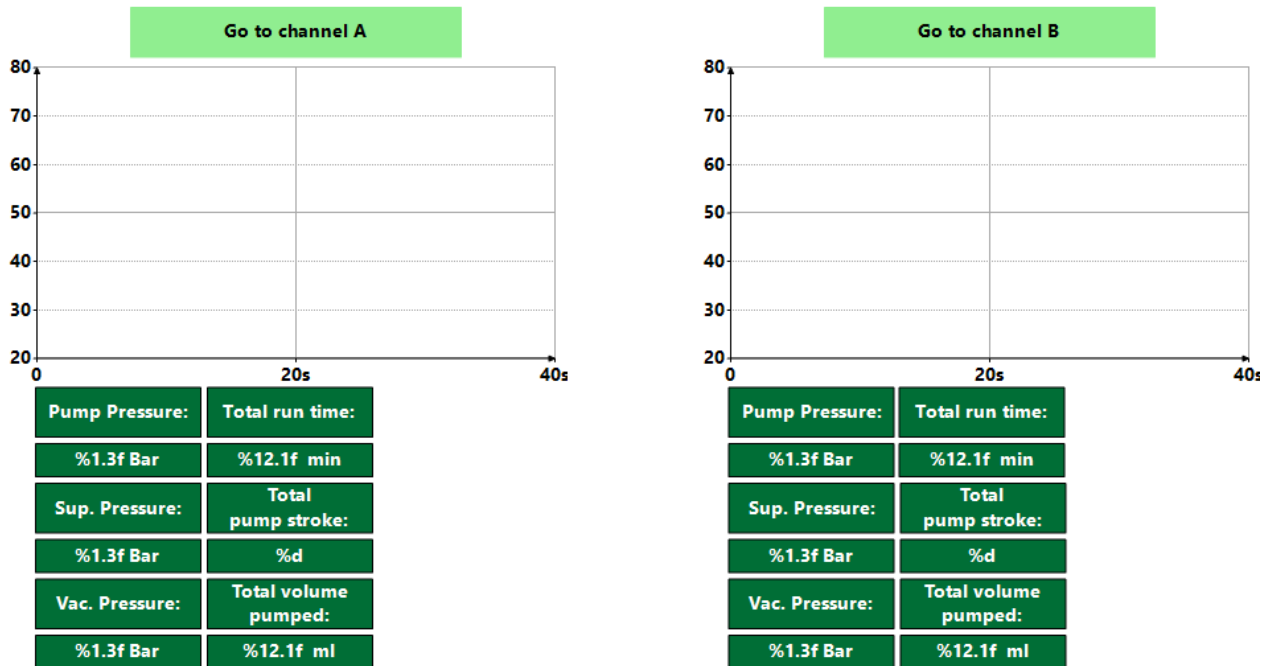 Go to channel A
80
70
60
50
40
30
20
0 20s 40s
Pump Pressure: Total run time:
%1.3f Bar %12.1f min
Sup. Pressure: Total
pump stroke:
%1.3f Bar %d
Vac. Pressure: Total volume
pumped:
%1.3f Bar %12.1f ml
Go to channel B
80
70
60
50
40
30
20
0 20s 40s
Pump Pressure: Total run time:
%1.3f Bar %12.1f min
Sup. Pressure: Total
pump stroke:
%1.3f Bar %d
Vac. Pressure: Total volume
pumped:
%1.3f Bar %12.1f ml